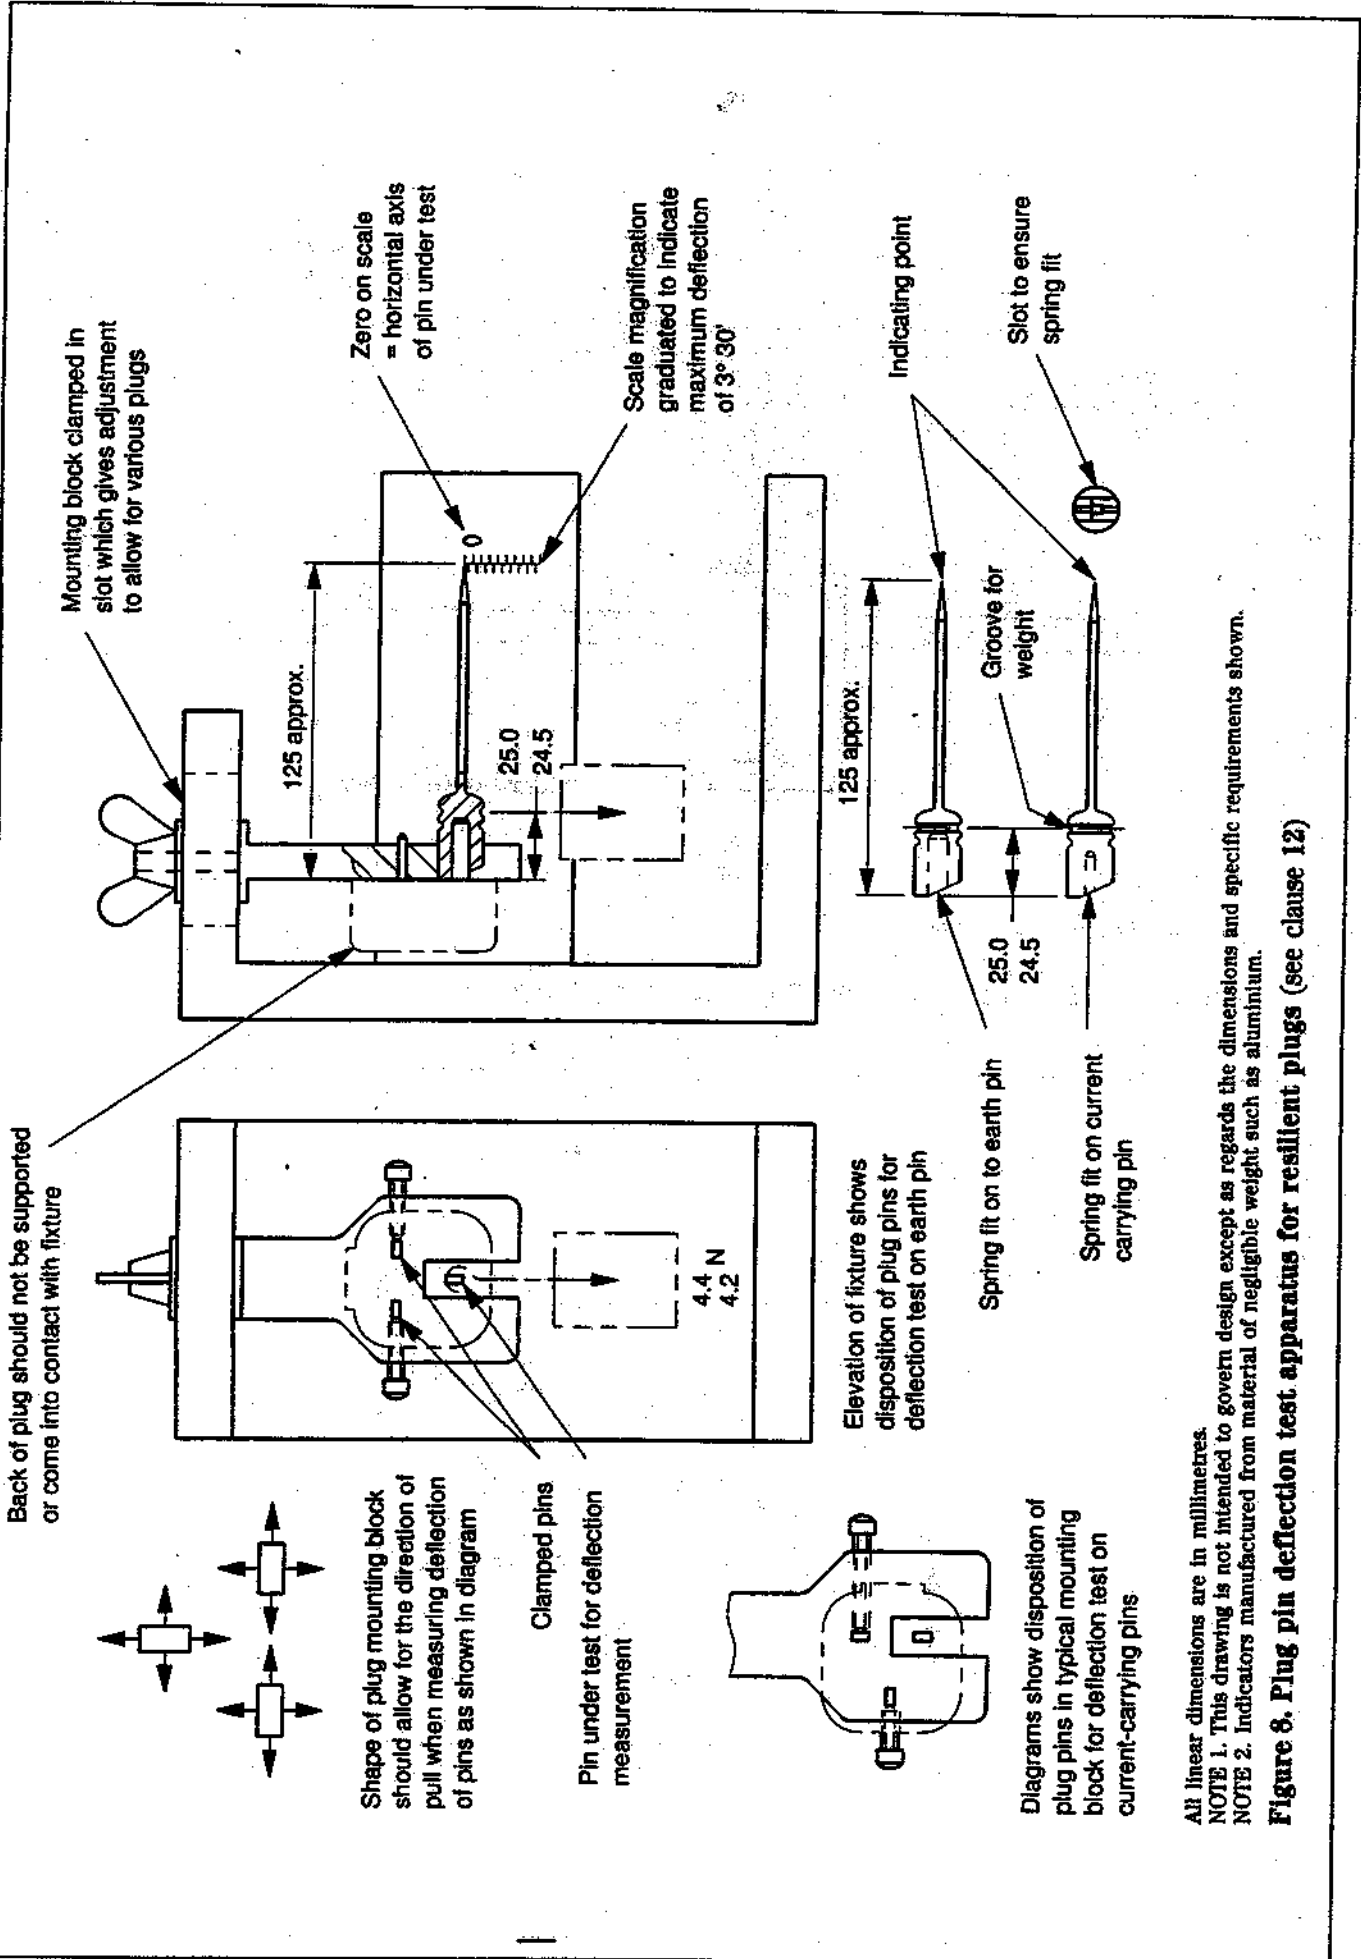 Back of plug should not be supported
or come into contact with fixture
Mounting block clamped in
slot which gives adjustment
to allow for various plugs
125 approx.
Zero on scale
= horizontal axis
of pin under test
0
25.0
24.5
Scale magnification
graduated to indicate
maximum deflection
of 3° 30'
Shape of plug mounting block
should allow for the direction of
pull when measuring deflection
of pins as shown in diagram
Clamped pins
Pin under test for deflection
measurement
4.4
4.2
N
Elevation of fixture shows
disposition of plug pins for
deflection test on earth pin
125 approx.
Indicating point
Groove for
weight
Slot to ensure
spring fit
25.0
24.5
Spring fit on to earth pin
Spring fit on current
carrying pin
Diagrams show disposition of
plug pins in typical mounting
block for deflection test on
current-carrying pins
All linear dimensions are in millimetres.
NOTE 1. This drawing is not intended to govern design except as regards the dimensions and specific requirements shown.
NOTE 2. Indicators manufactured from material of negligible weight such as aluminium.
Figure 8. Plug pin deflection test apparatus for resilient plugs (see clause 12)